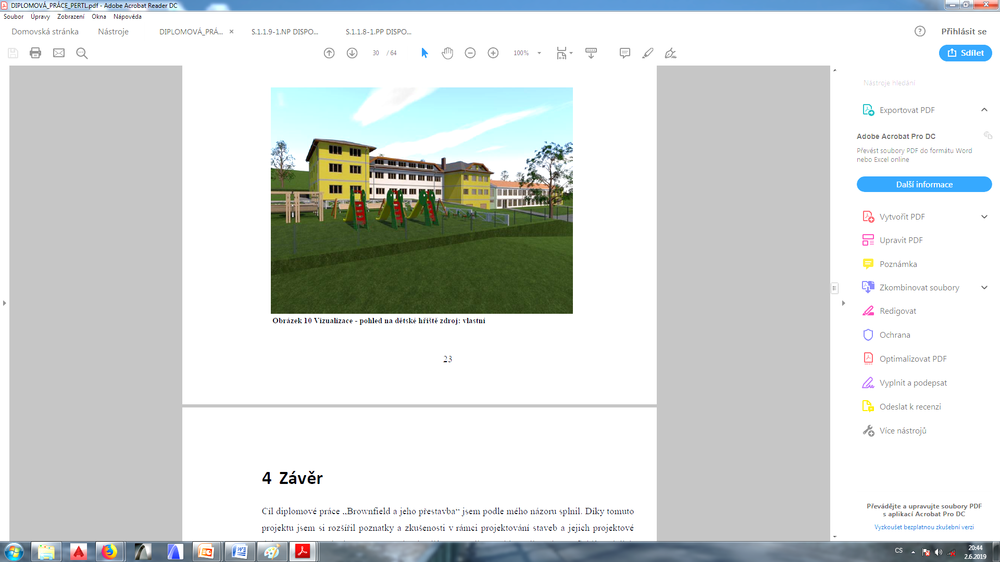 DIPLOMOVÁ_PRÁCE_PERTL.pdf - Adobe Acrobat Reader DC
Soubor Úpravy Zobrazení Okna Nápověda
Domovská stránka Nástroje DIPLOMOVÁ_PRÁ... × S.1.1.9-1.NP DISPO... S.1.1.8-1.PP DISPO... Přihlásit se
30 / 64 100% Sdílet
Nástroje hledání
Exportovat PDF
Adobe Acrobat Pro DC
Převést soubory PDF do formátu Word
nebo Excel online
Další informace
Vytvořit PDF
Upravit PDF
Poznámka
Zkombinovat soubory
Redigovat
Ochrana
Optimalizovat PDF
Vyplnit a podepsat
Odeslat k recenzi
Více nástrojů
Převádějte a upravujte soubory PDF
s aplikací Acrobat Pro DC
Vyzkoušet bezplatnou zkušební verzi
Obrázek 10 Vizualizace - pohled na dětské hřiště zdroj: vlastní
23
4 Závěr
Cíl diplomové práce „Brownfield a jeho přestavba“ jsem podle mého názoru splnil. Díky tomuto
projektu jsem si rozšířil poznatky a zkušenosti v rámci projektování staveb a jejich projektové
CS 20:44
2.6.2019